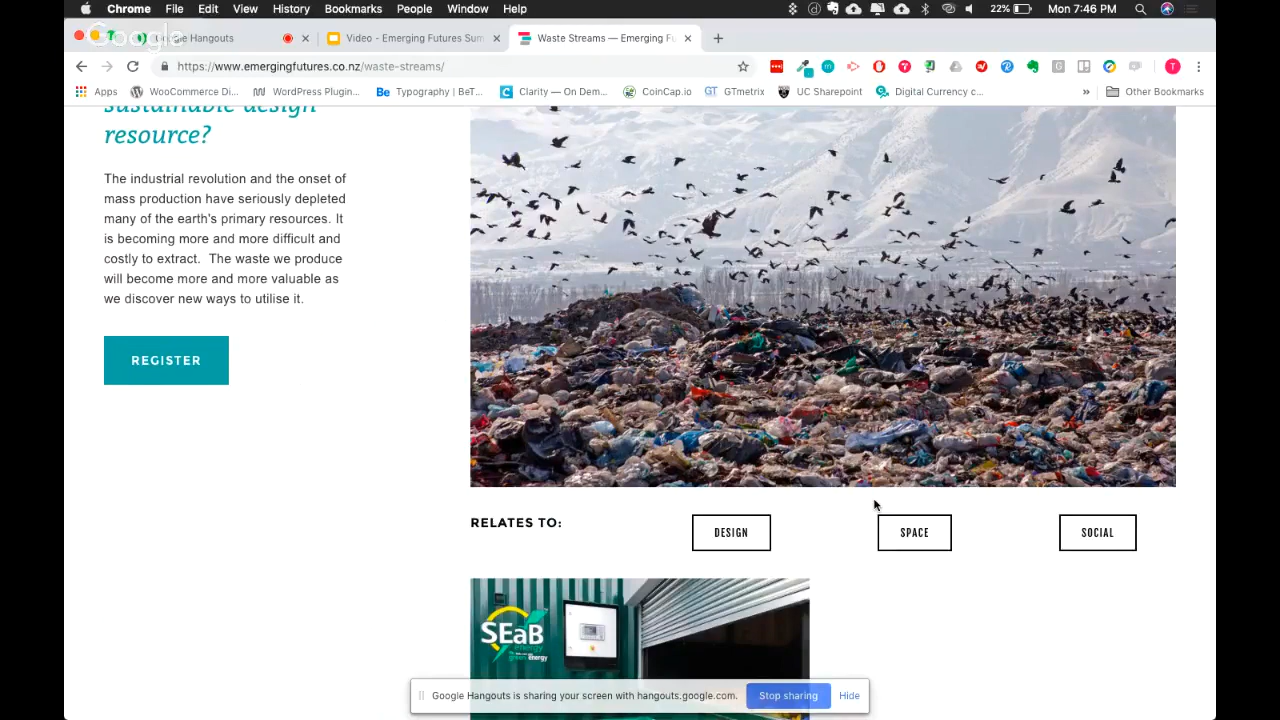 Chrome File Edit View History Bookmarks People Window Help 22% Mon 7:46 PM
Google
Google Hangouts
Video - Emerging Futures Sum
Waste Streams — Emerging Fu
https://www.emergingfutures.co.nz/waste-streams/
Apps WooCommerce Di... WordPress Plugin... Typography | BeT... Clarity — On Dem... CoinCap.io GTmetrix UC Sharepoint Digital Currency c... » Other Bookmarks
sustainable design
resource?
The industrial revolution and the onset of
mass production have seriously depleted
many of the earth's primary resources. It
is becoming more and more difficult and
costly to extract. The waste we produce
will become more and more valuable as
we discover new ways to utilise it.
REGISTER
RELATES TO:
DESIGN
SPACE
SOCIAL
SEaB
energy
green energy
Google Hangouts is sharing your screen with hangouts.google.com. Stop sharing Hide